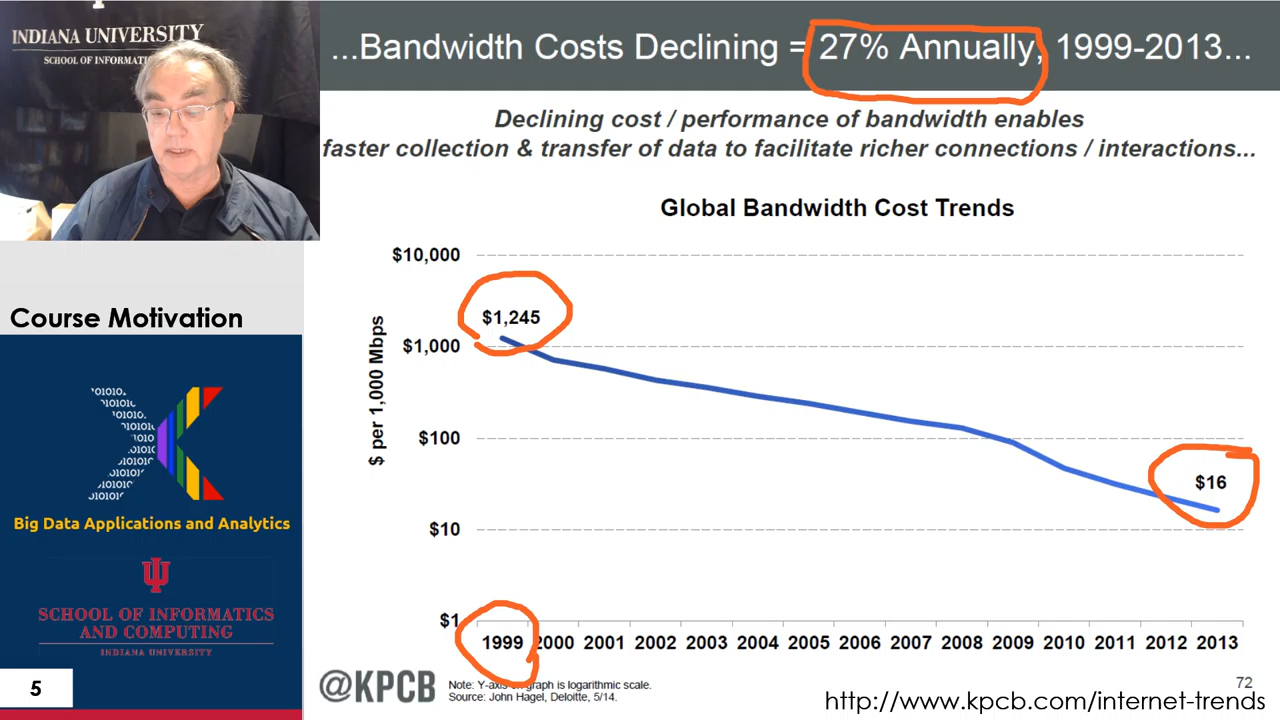 INDIANA UNIVERSITY
SCHOOL OF INFORMATI
...Bandwidth Costs Declining = 27% Annually, 1999-2013...
Declining cost / performance of bandwidth enables
faster collection & transfer of data to facilitate richer connections / interactions...
Global Bandwidth Cost Trends
$ per 1,000 Mbps
$10,000
$1,000
$100
$10
$1
$1,245
$16
1999 2000 2001 2002 2003 2004 2005 2006 2007 2008 2009 2010 2011 2012 2013
@KPCB
Note: Y-axis on graph is logarithmic scale.
Source: John Hagel, Deloitte, 5/14.
72
http://www.kpcb.com/internet-trends
Course Motivation
Big Data Applications and Analytics
SCHOOL OF INFORMATICS
AND COMPUTING
INDIANA UNIVERSITY
5